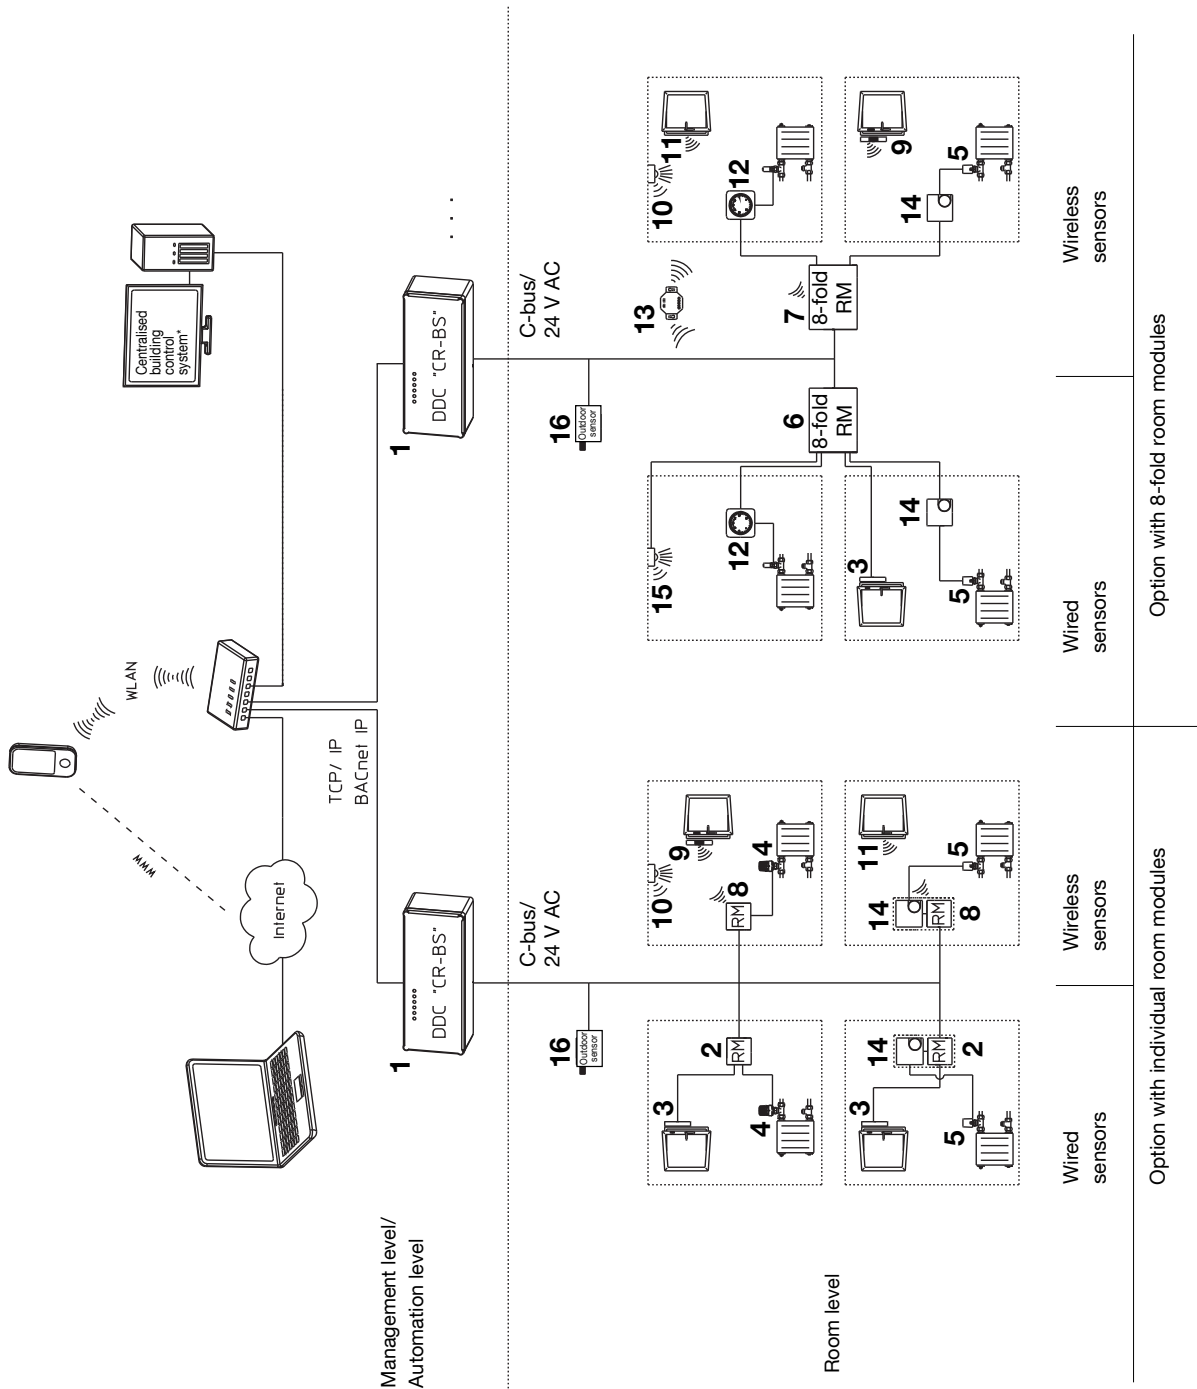 WLAN
WWW
Internet
Centralised
building
control
system*
TCP/ IP
BACnet IP
Management level/
Automation level
1
DDC "CR-BS"
1
DDC "CR-BS"
. . .
C-bus/
24 V AC
C-bus/
24 V AC
16
Outdoor
sensor
16
Outdoor
sensor
Room level
3
4
2
RM
10
9
8
RM
4
3
5
14
2
RM
14
8
RM
11
5
15
12
6
8-fold
RM
3
5
14
13
7
8-fold
RM
10
11
12
14
9
5
Wired
sensors
Wireless
sensors
Wired
sensors
Wireless
sensors
Option with individual room modules
Option with 8-fold room modules